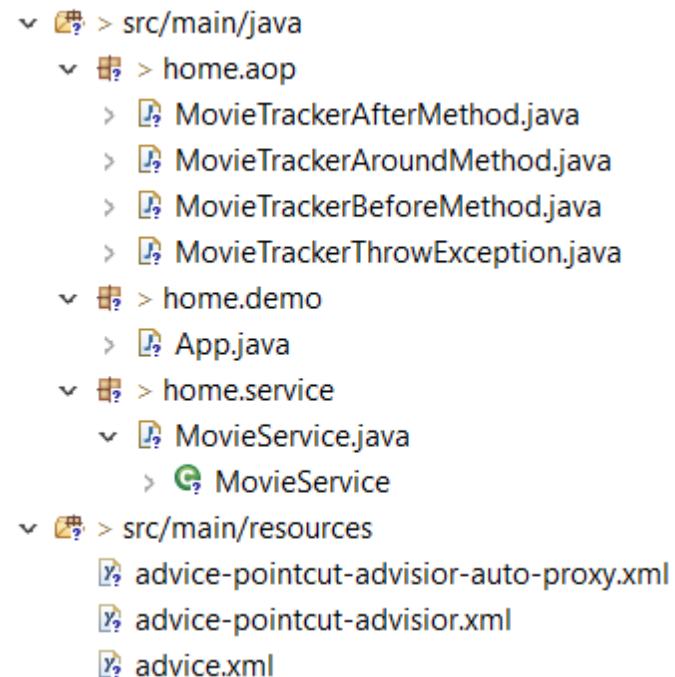 > src/main/java
> home.aop
MovieTrackerAfterMethod.java
MovieTrackerAroundMethod.java
MovieTrackerBeforeMethod.java
MovieTrackerThrowException.java
> home.demo
App.java
> home.service
MovieService.java
MovieService
> src/main/resources
advice-pointcut-advisior-auto-proxy.xml
advice-pointcut-advisior.xml
advice.xml